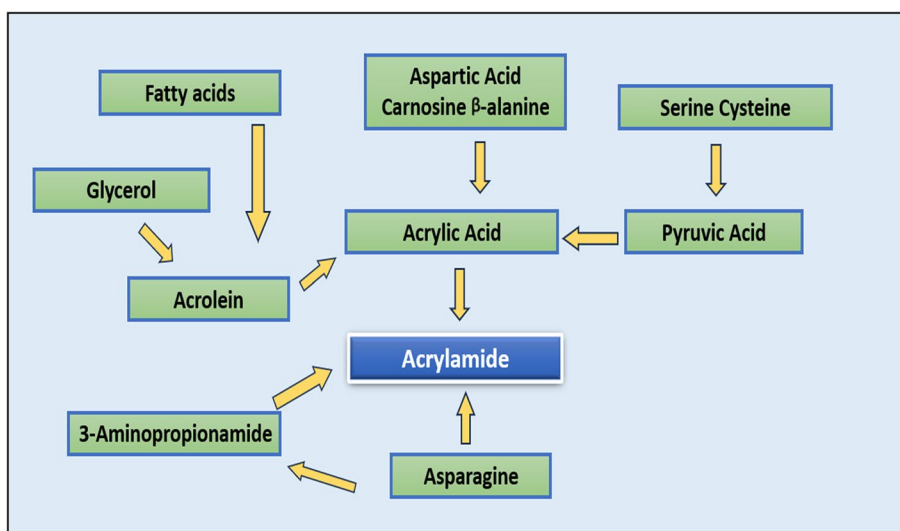 Fatty acids
Aspartic Acid
Carnosine β-alanine
Serine Cysteine
Glycerol
Acrylic Acid
Pyruvic Acid
Acrolein
Acrylamide
3-Aminopropionamide
Asparagine